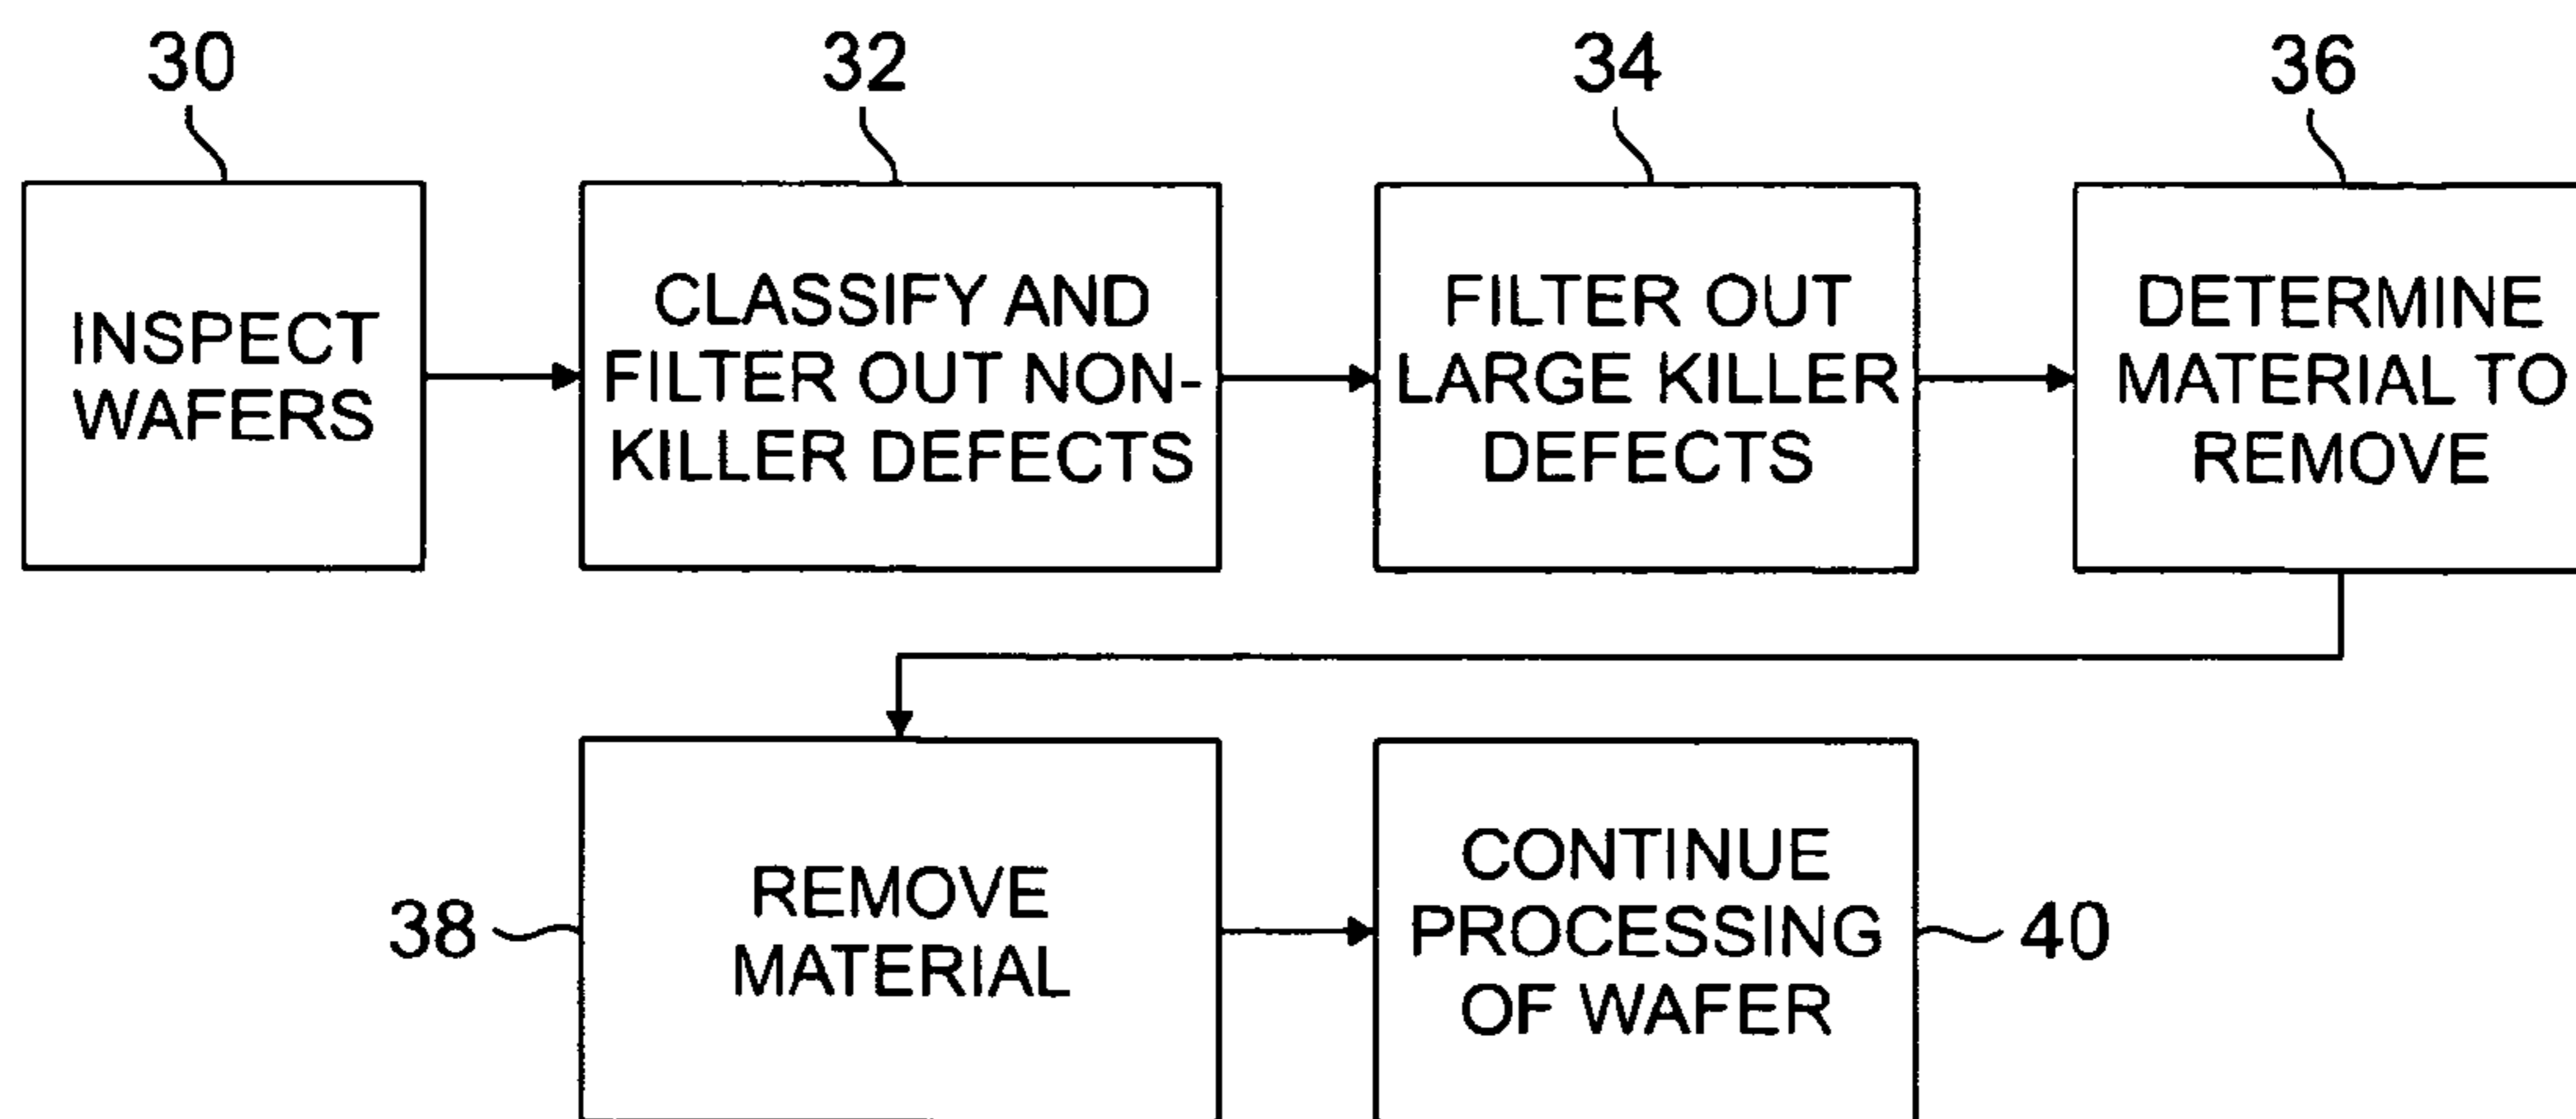 30
32
34
36
INSPECT
WAFERS
CLASSIFY AND
FILTER OUT NON-
KILLER DEFECTS
FILTER OUT
LARGE KILLER
DEFECTS
DETERMINE
MATERIAL TO
REMOVE
38
REMOVE
MATERIAL
CONTINUE
PROCESSING
OF WAFER
40